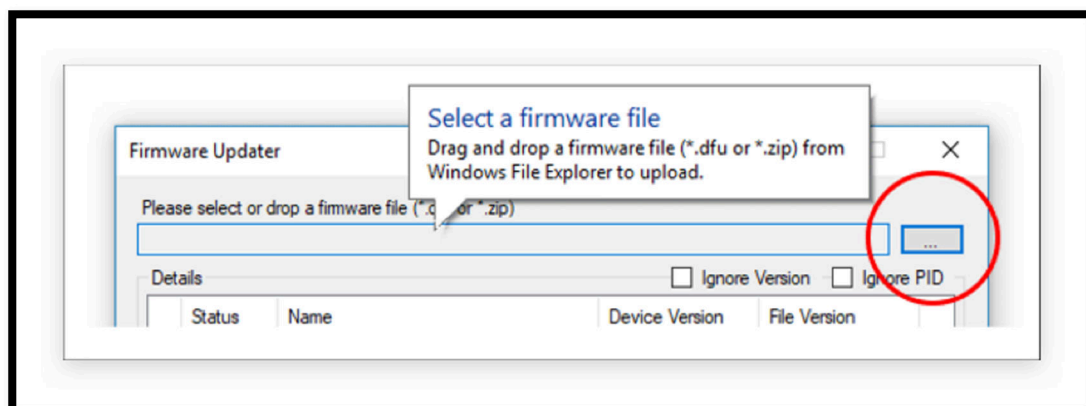 Select a firmware file
Drag and drop a firmware file (*.dfu or *.zip) from
Windows File Explorer to upload.
Firmware Updater
Please select or drop a firmware file (*.d or *.zip)
...
Details
Ignore Version
Ignore PID
Status Name Device Version File Version